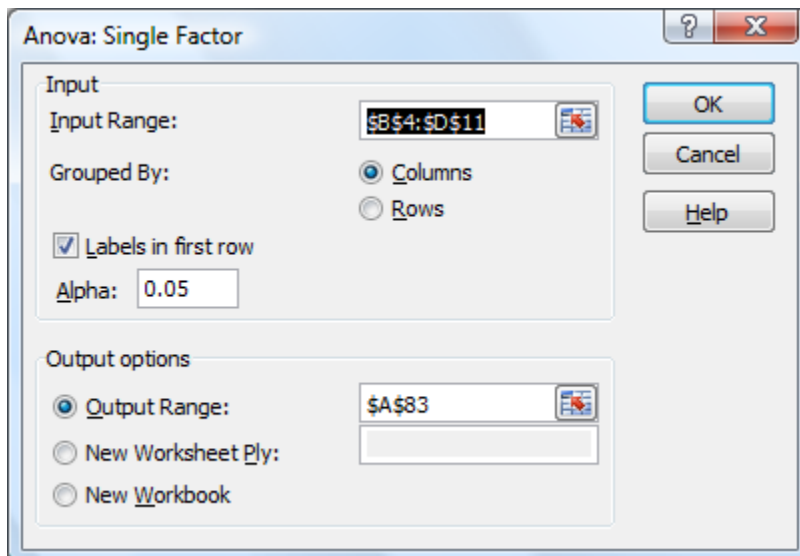 Anova: Single Factor
Input
Input Range: $B$4:$D$11
Grouped By: Columns
Rows
Labels in first row
Alpha: 0.05
OK
Cancel
Help
Output options
Output Range: $A$83
New Worksheet Ply:
New Workbook